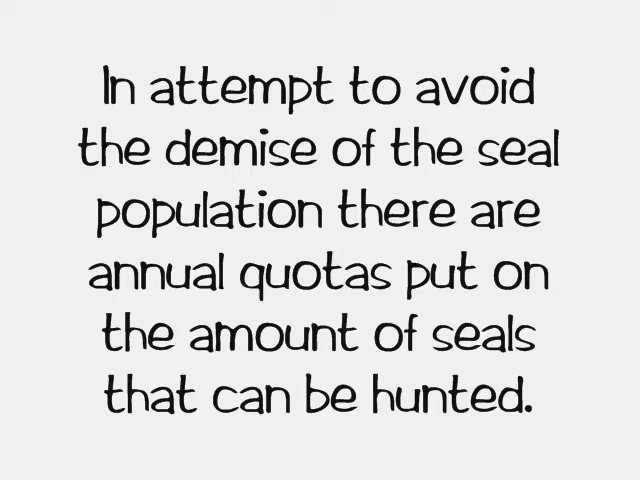 In attempt to avoid
the demise of the seal
population there are
annual quotas put on
the amount of seals
that can be hunted.